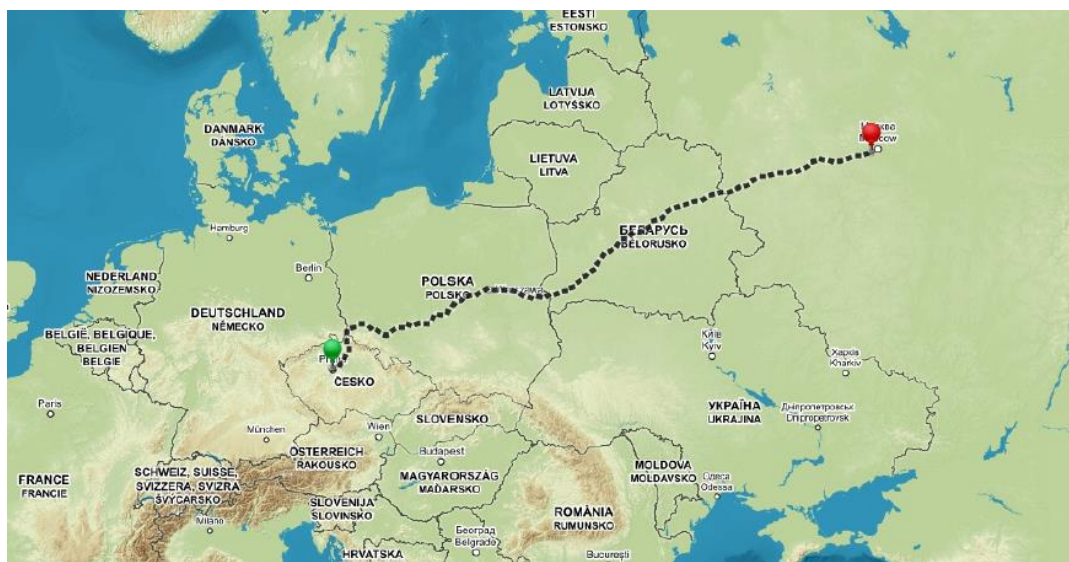 EESTI
ESTONSKO
LATVIJA
LOTYŠSKO
DANMARK
DÁNSKO
Moscow
LIETUVA
LITVA
Hamburg
БЕЛАРУСЬ
BĚLORUSKO
Berlin
NEDERLAND
NIZOZEMSKO
POLSKA
POLSKO
DEUTSCHLAND
NĚMECKO
BELGIË, BELGIQUE,
BELGIEN
BELGIE
Київ
Kyiv
Харків
Kharkiv
ČESKO
Paris
УКРАЇНА
UKRAJINA
Дніпропетровськ
Dnipropetrovsk
SLOVENSKO
München
Wien
ÖSTERREICH
RAKOUSKO
Budapest
MAGYARORSZÁG
MAĎARSKO
MOLDOVA
MOLDAVSKO
SCHWEIZ, SUISSE,
SVIZZERA, SVIZRA
ŠVÝCARSKO
FRANCE
FRANCIE
Одеса
Odessa
SLOVENIJA
SLOVINSKO
Milano
ROMÂNIA
RUMUNSKO
Београд
Belgrade
HRVATSKA
București